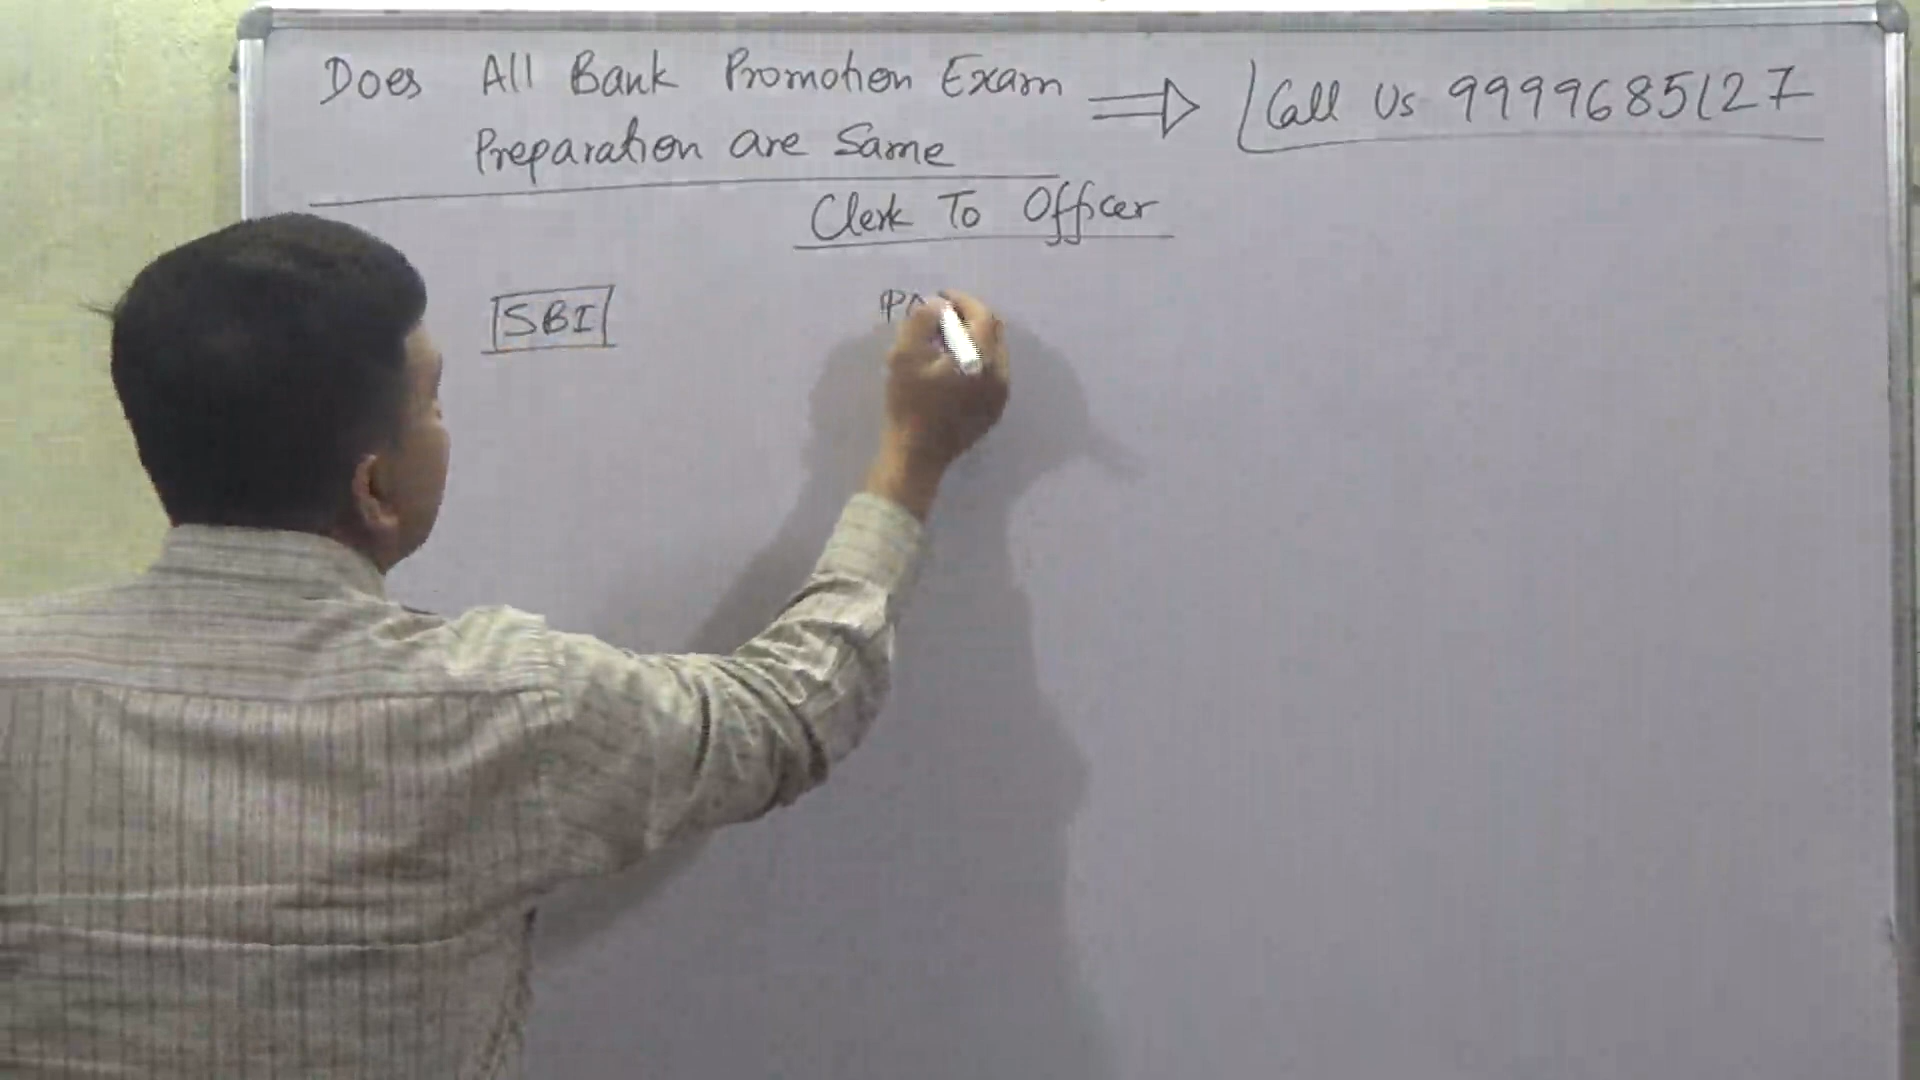 Does All Bank Promotion Exam
Preparation are Same
Call Us 9999685127
Clerk To Officer
SBI